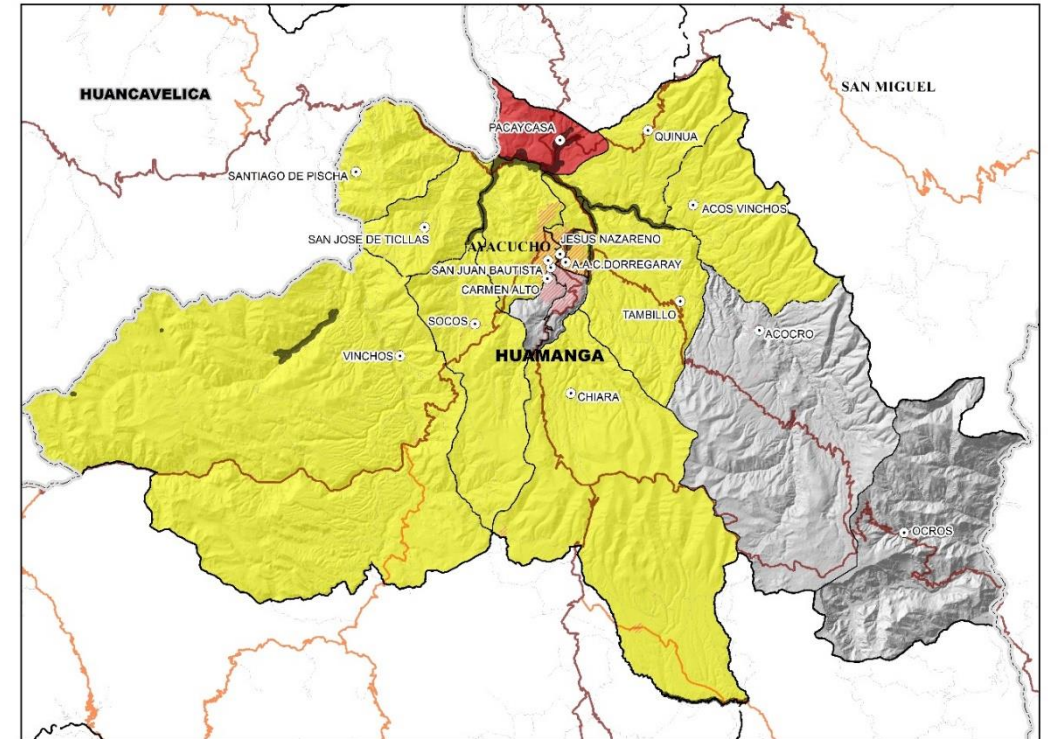 HUANCAVELICA
SAN MIGUEL
PACAYCASA
QUINUA
SANTIAGO DE PISCHA
ACOS VINCHOS
SAN JOSE DE TICLLAS
AYACUCHO
JESUS NAZARENO
SAN JUAN BAUTISTA
A.A.C.DORREGARAY
CARMEN ALTO
TAMBILLO
SOCOS
ACOCRO
VINCHOS
HUAMANGA
CHIARA
OCROS